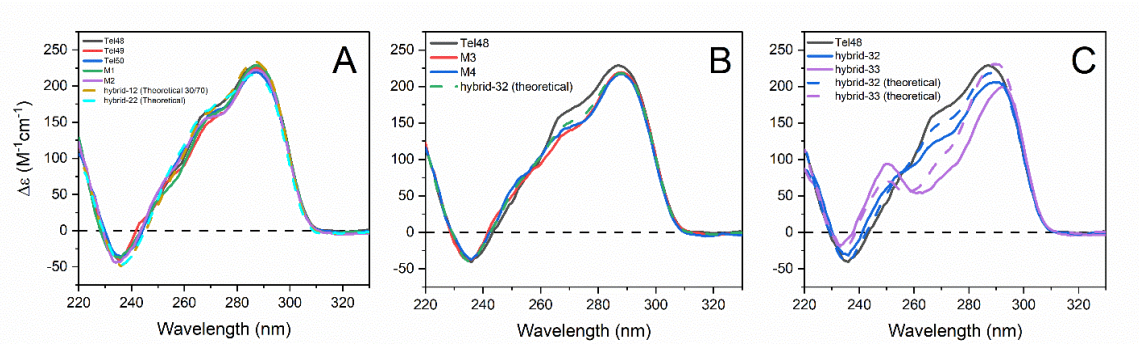 A
Tel48
Tel49
Tel50
M1
M2
hybrid-12 (Theorotical 30/70)
hybrid-22 (Theoretical)
250
200
150
100
50
0
-50
220 240 260 280 300 320
Δε (M⁻¹cm⁻¹)
Wavelength (nm)
B
Tel48
M3
M4
hybrid-32 (theoretical)
250
200
150
100
50
0
-50
220 240 260 280 300 320
Wavelength (nm)
C
Tel48
hybrid-32
hybrid-33
hybrid-32 (theoretical)
hybrid-33 (theoretical)
250
200
150
100
50
0
-50
220 240 260 280 300 320
Wavelength (nm)